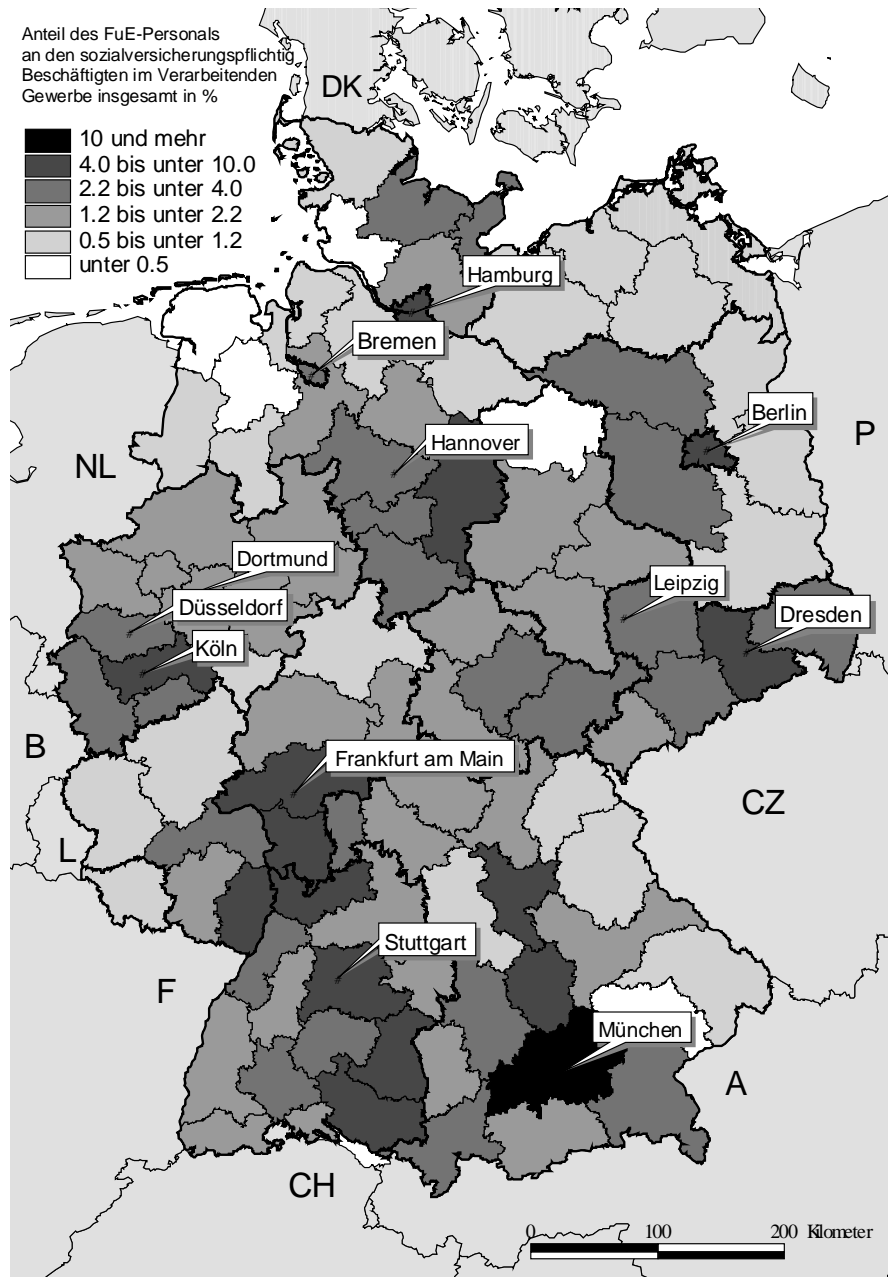 Anteil des FuE-Personals
an den sozialversicherungspflichtig
Beschäftigten im Verarbeitenden
Gewerbe insgesamt in %
10 und mehr
4.0 bis unter 10.0
2.2 bis unter 4.0
1.2 bis unter 2.2
0.5 bis unter 1.2
unter 0.5
DK
Hamburg
Bremen
Berlin
P
Hannover
NL
Dortmund
Leipzig
Düsseldorf
Dresden
Köln
B
Frankfurt am Main
CZ
L
Stuttgart
F
München
A
CH
0 100 200 Kilometer